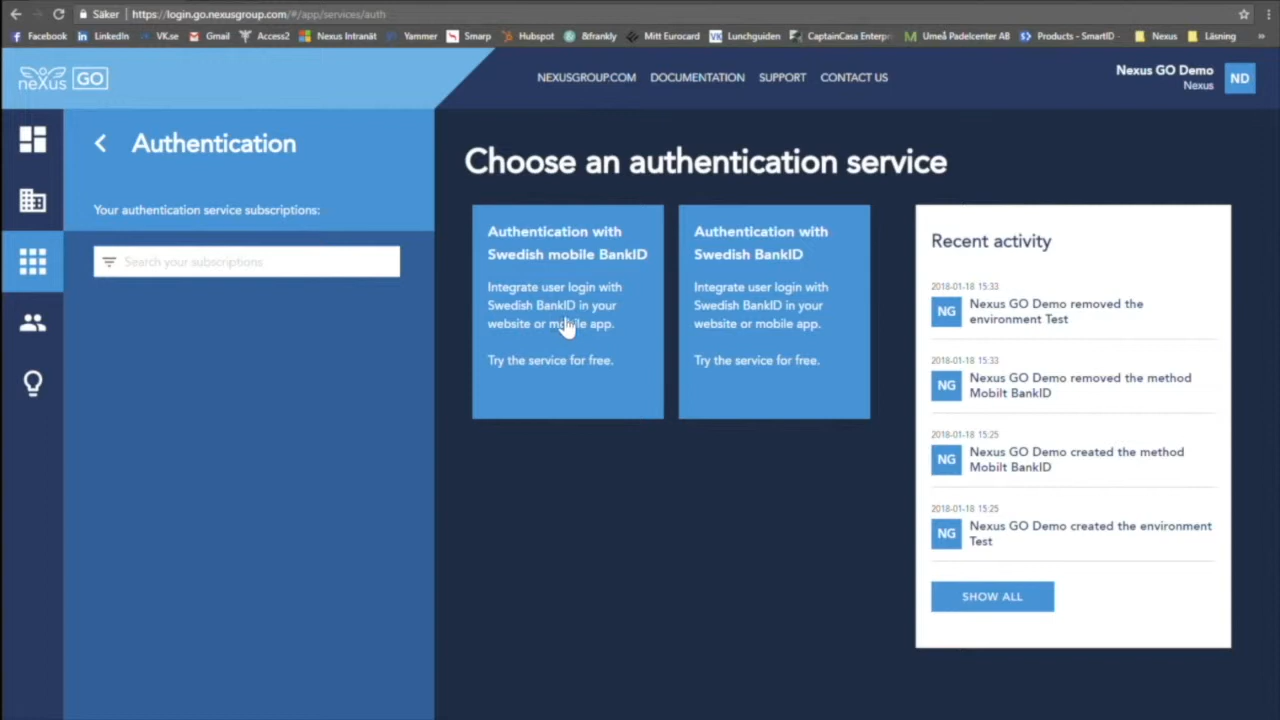 Säker
https://login.go.nexusgroup.com/#/app/services/auth
Facebook
LinkedIn
VK.se
Gmail
Access2
Nexus Intranät
Yammer
Smarp
Hubspot
&frankly
Mitt Eurocard
Lunchguiden
CaptainCasa Enterpr
Umeå Padelcenter AB
Products - SmartID
Nexus
Läsning
neXus GO
NEXUSGROUP.COM
DOCUMENTATION
SUPPORT
CONTACT US
Nexus GO Demo
Nexus
ND
Authentication
Your authentication service subscriptions:
Search your subscriptions
Choose an authentication service
Authentication with
Swedish mobile BankID
Integrate user login with
Swedish BankID in your
website or mobile app.
Try the service for free.
Authentication with
Swedish BankID
Integrate user login with
Swedish BankID in your
website or mobile app.
Try the service for free.
Recent activity
2018-01-18 15:33
NG
Nexus GO Demo removed the
environment Test
2018-01-18 15:33
NG
Nexus GO Demo removed the method
Mobilt BankID
2018-01-18 15:25
NG
Nexus GO Demo created the method
Mobilt BankID
2018-01-18 15:25
NG
Nexus GO Demo created the environment
Test
SHOW ALL